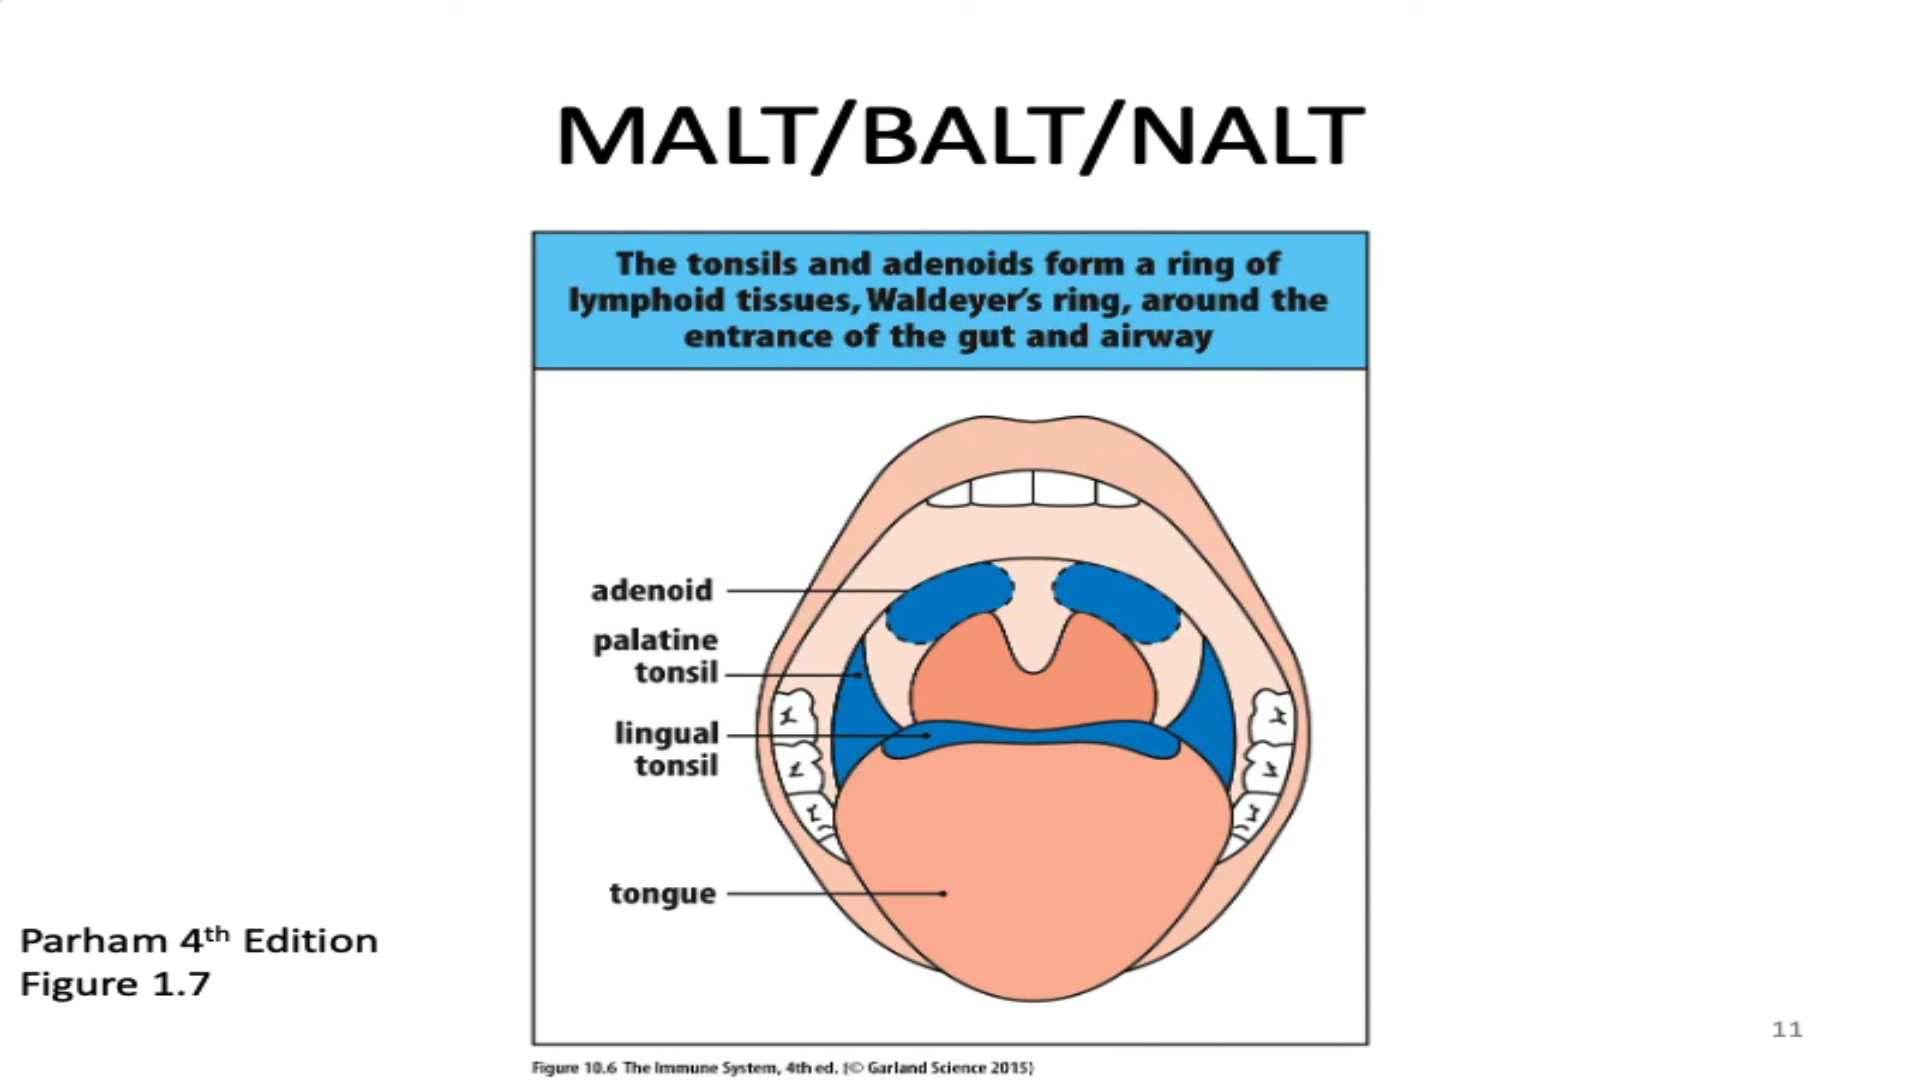 MALT/BALT/NALT
The tonsils and adenoids form a ring of
lymphoid tissues, Waldeyer's ring, around the
entrance of the gut and airway
adenoid
palatine
tonsil
lingual
tonsil
tongue
Parham 4th Edition
Figure 1.7
11
Figure 10.6 The Immune System, 4th ed. (© Garland Science 2015)